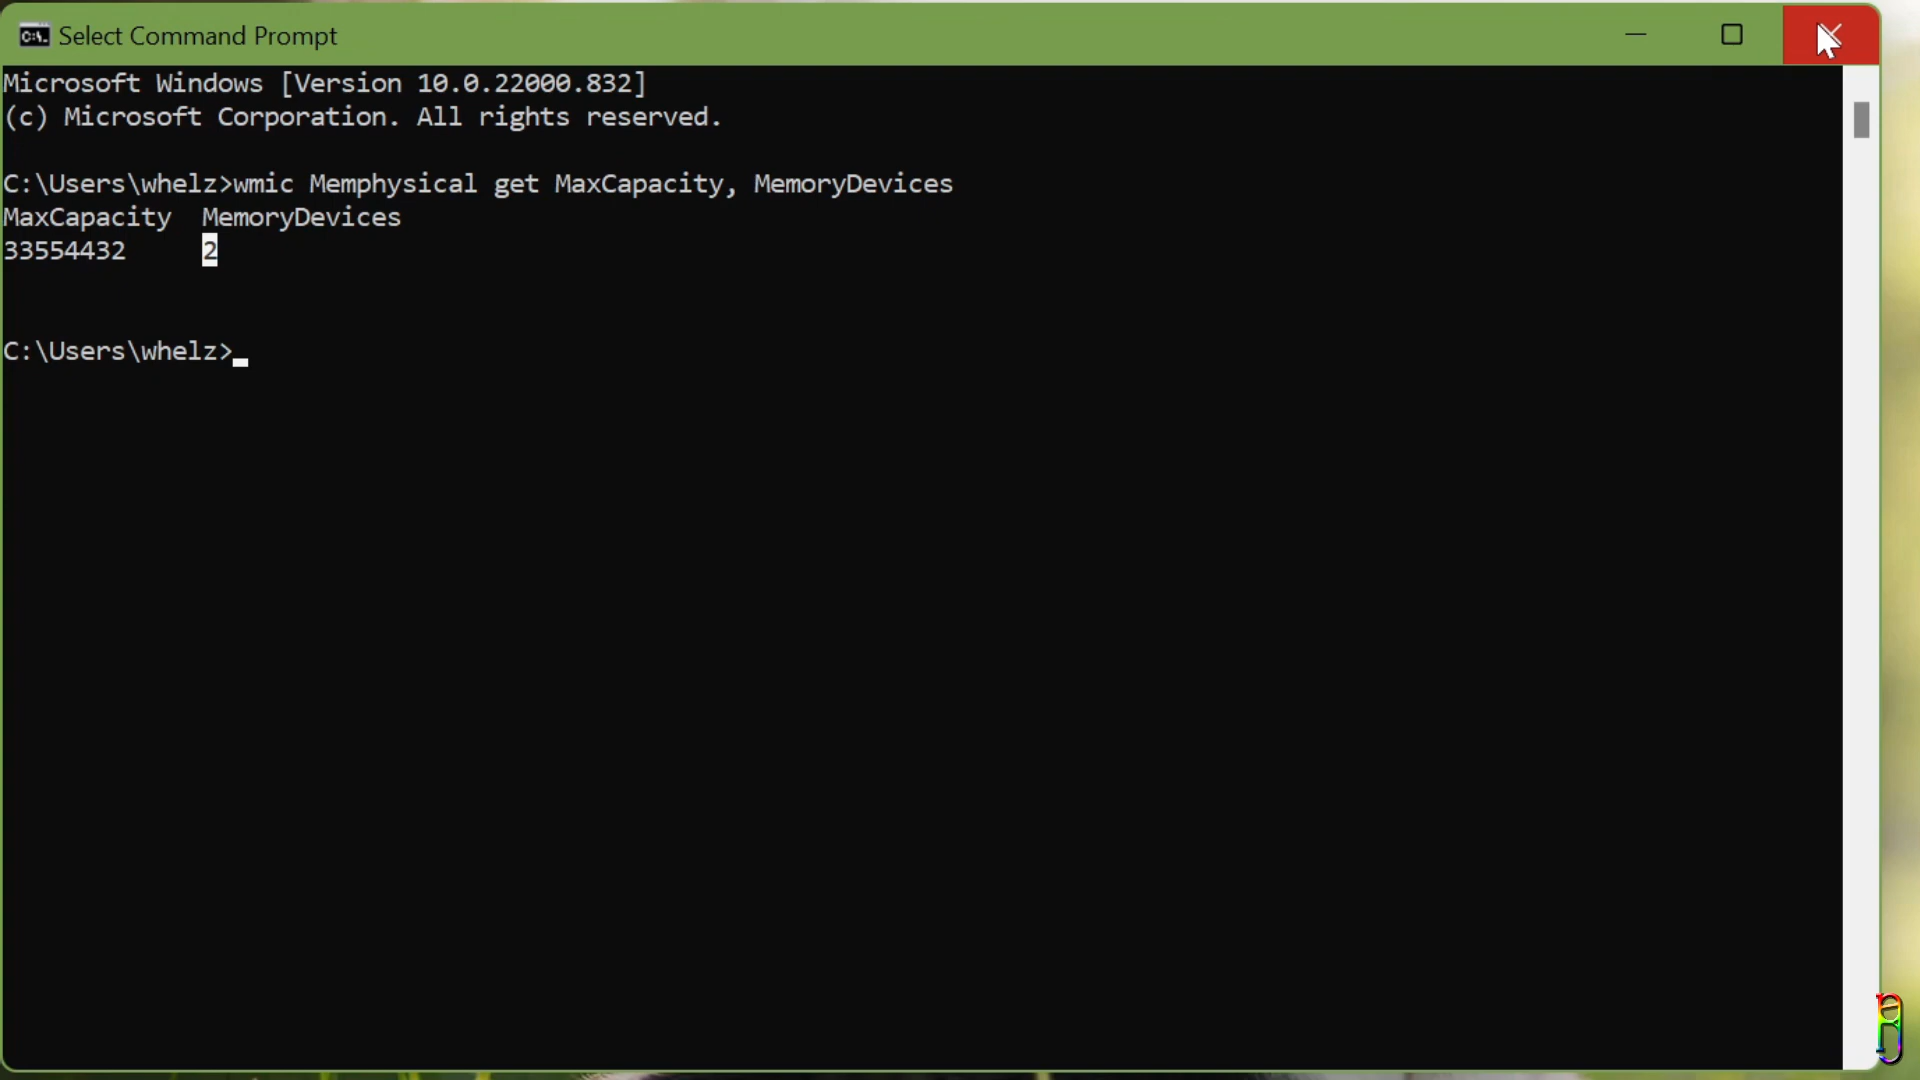 Select Command Prompt
Microsoft Windows [Version 10.0.22000.832]
(c) Microsoft Corporation. All rights reserved.
C:\Users\whelz>wmic Memphysical get MaxCapacity, MemoryDevices
MaxCapacity  MemoryDevices
33554432     2
C:\Users\whelz>